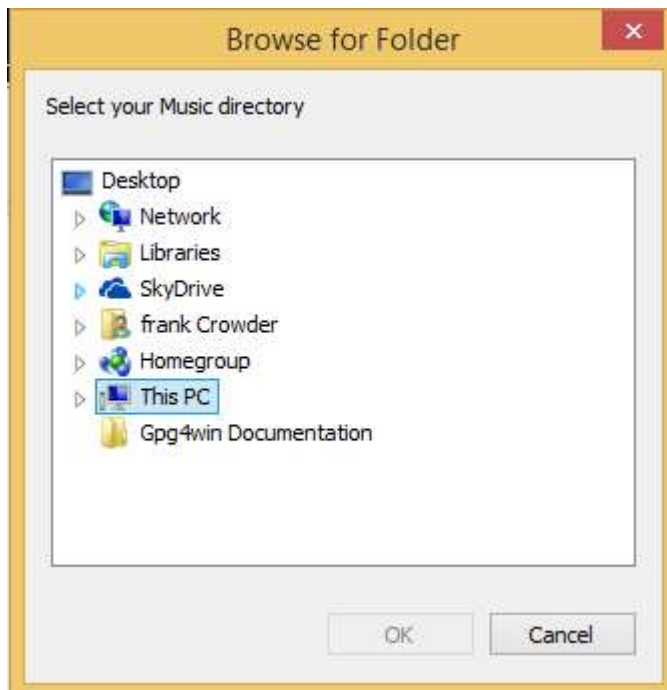 Browse for Folder
Select your Music directory
Desktop
Network
Libraries
SkyDrive
frank Crowder
Homegroup
This PC
Gpg4win Documentation
OK
Cancel